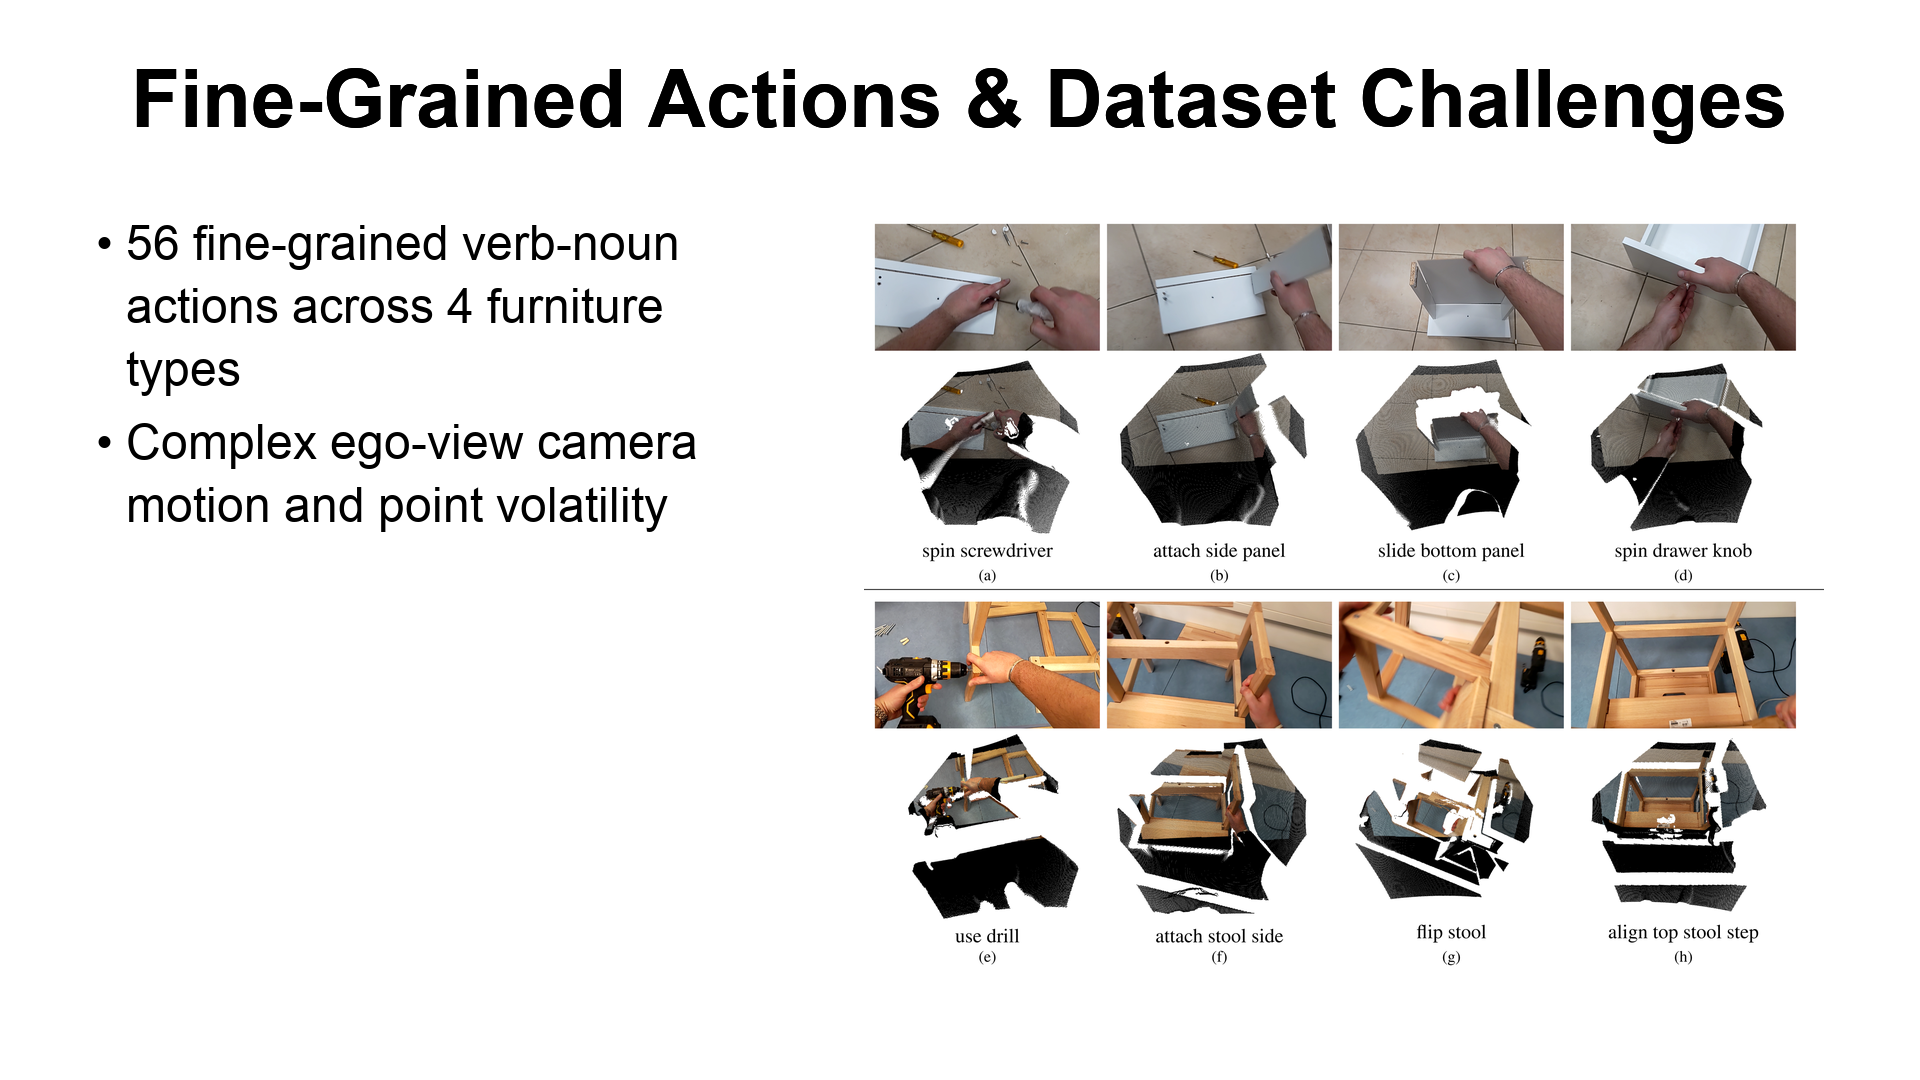 Fine-Grained Actions & Dataset Challenges
• 56 fine-grained verb-noun
actions across 4 furniture
types
• Complex ego-view camera
motion and point volatility
spin screwdriver
(a)
attach side panel
(b)
slide bottom panel
(c)
spin drawer knob
(d)
use drill
(e)
attach stool side
(f)
flip stool
(g)
align top stool step
(h)